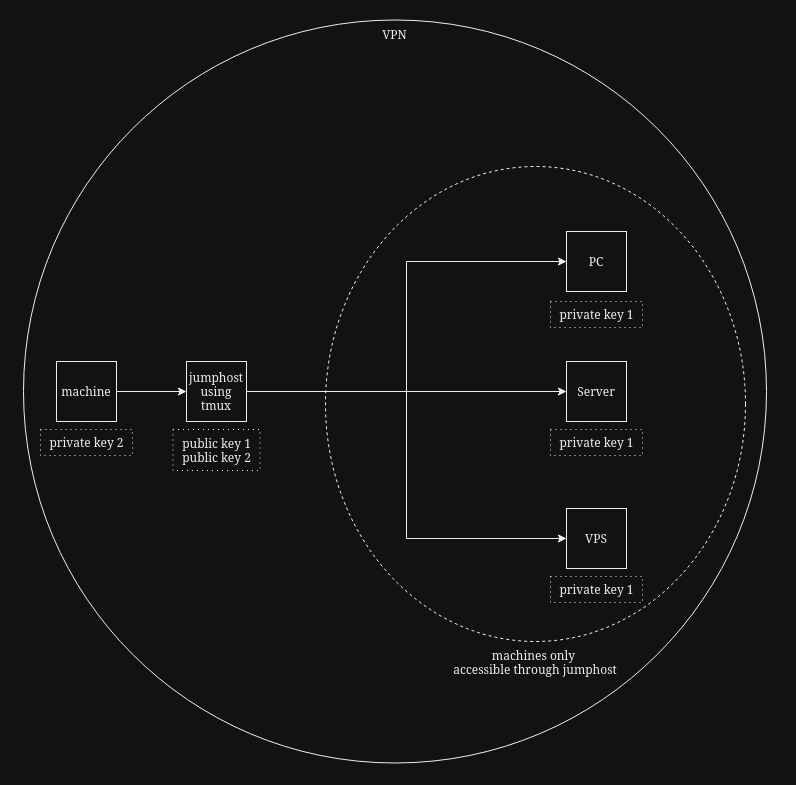 VPN
PC
private key 1
machine
private key 2
jumphost
using
tmux
public key 1
public key 2
Server
private key 1
VPS
private key 1
machines only
accessible through jumphost